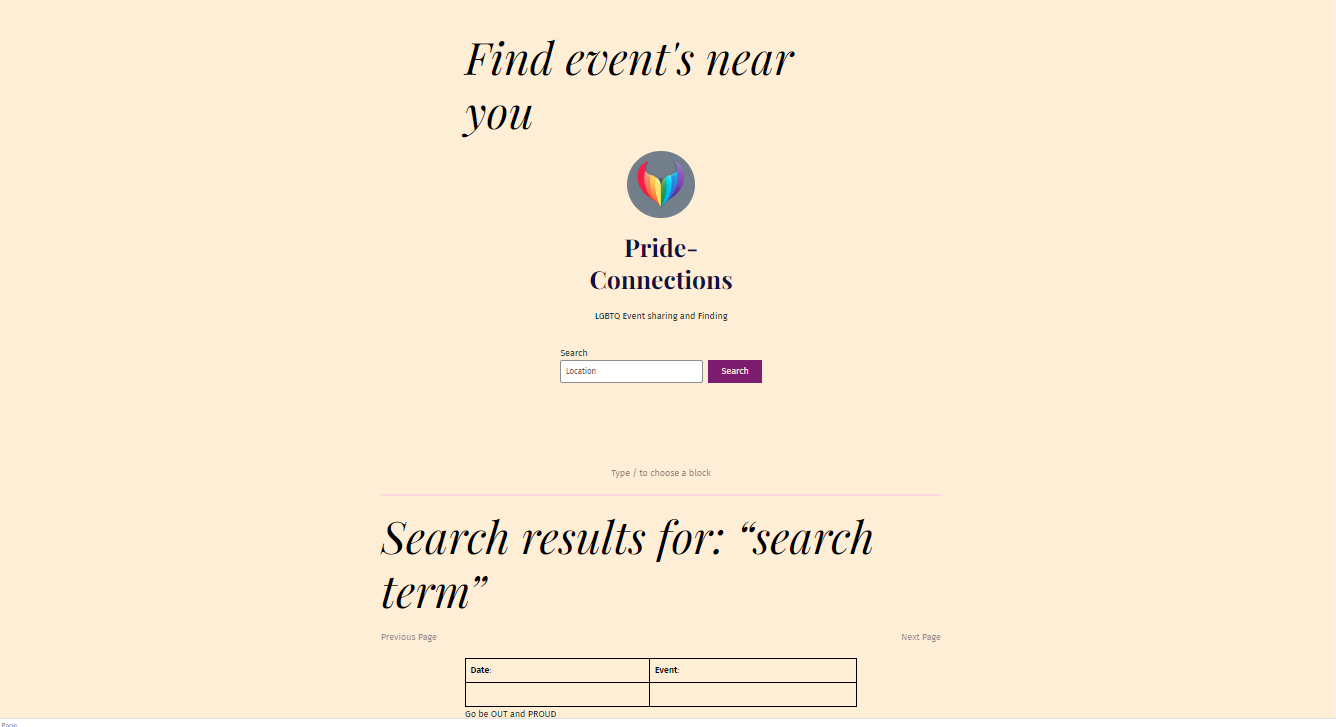 Find event's near
you
Pride-
Connections
LGBTQ Event sharing and Finding
Search
Location
Search
Type / to choose a block
Search results for: “search
term”
Previous Page
Next Page
Date:
Event:
Go be OUT and PROUD
Page